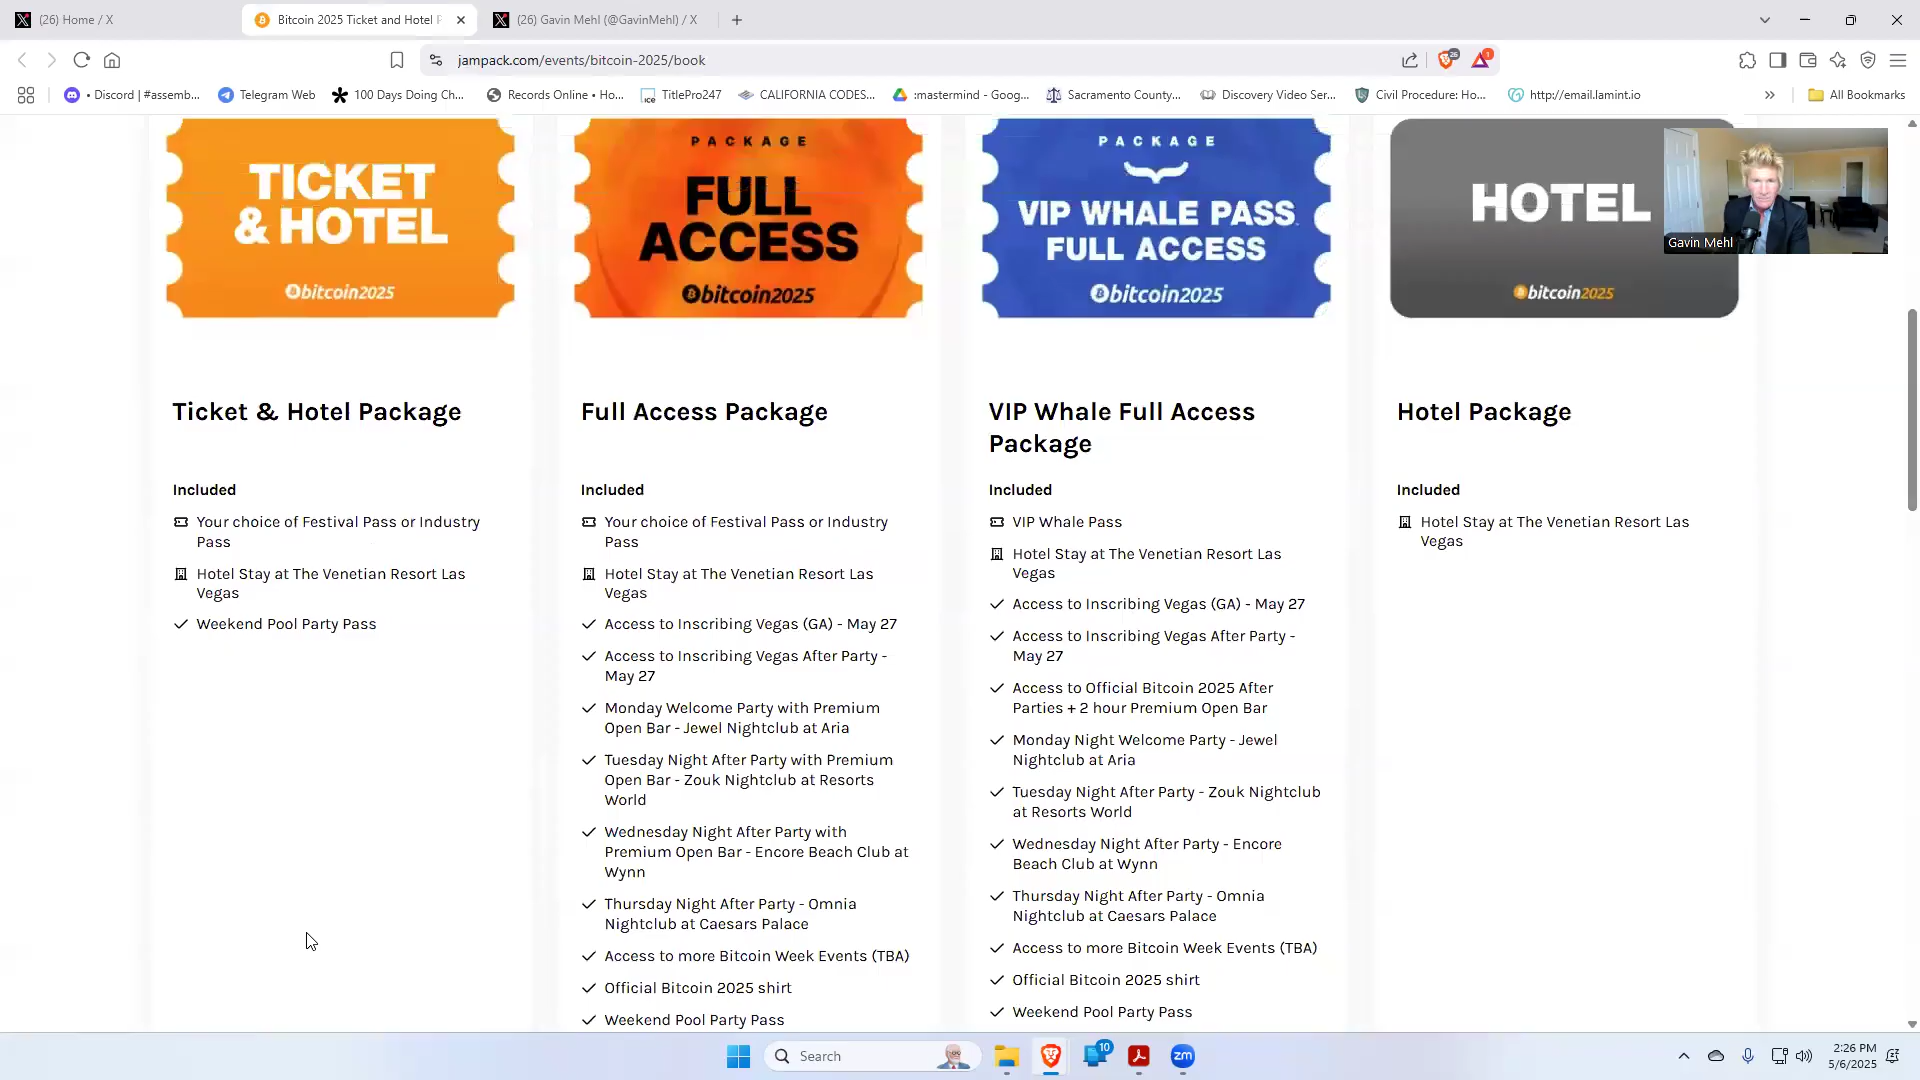 (26) Home / X
Bitcoin 2025 Ticket and Hotel P
(26) Gavin Mehl (@GavinMehl) / X
jampack.com/events/bitcoin-2025/book
26
1
• Discord | #assemb...
Telegram Web
100 Days Doing Ch...
Records Online • Ho...
ice
TitlePro247
CALIFORNIA CODES...
:mastermind - Goog...
Sacramento County...
Discovery Video Ser...
Civil Procedure: Ho...
http://email.lamint.io
All Bookmarks
TICKET
& HOTEL
bitcoin2025
PACKAGE
FULL
ACCESS
bitcoin2025
PACKAGE
VIP WHALE PASS
FULL ACCESS
bitcoin2025
HOTEL
bitcoin2025
Gavin Mehl
Ticket & Hotel Package
Included
Your choice of Festival Pass or Industry
Pass
Hotel Stay at The Venetian Resort Las
Vegas
Weekend Pool Party Pass
Full Access Package
Included
Your choice of Festival Pass or Industry
Pass
Hotel Stay at The Venetian Resort Las
Vegas
Access to Inscribing Vegas (GA) - May 27
Access to Inscribing Vegas After Party -
May 27
Monday Welcome Party with Premium
Open Bar - Jewel Nightclub at Aria
Tuesday Night After Party with Premium
Open Bar - Zouk Nightclub at Resorts
World
Wednesday Night After Party with
Premium Open Bar - Encore Beach Club at
Wynn
Thursday Night After Party - Omnia
Nightclub at Caesars Palace
Access to more Bitcoin Week Events (TBA)
Official Bitcoin 2025 shirt
Weekend Pool Party Pass
VIP Whale Full Access
Package
Included
VIP Whale Pass
Hotel Stay at The Venetian Resort Las
Vegas
Access to Inscribing Vegas (GA) - May 27
Access to Inscribing Vegas After Party -
May 27
Access to Official Bitcoin 2025 After
Parties + 2 hour Premium Open Bar
Monday Night Welcome Party - Jewel
Nightclub at Aria
Tuesday Night After Party - Zouk Nightclub
at Resorts World
Wednesday Night After Party - Encore
Beach Club at Wynn
Thursday Night After Party - Omnia
Nightclub at Caesars Palace
Access to more Bitcoin Week Events (TBA)
Official Bitcoin 2025 shirt
Weekend Pool Party Pass
Hotel Package
Included
Hotel Stay at The Venetian Resort Las
Vegas
Search
10
zm
2:26 PM
5/6/2025